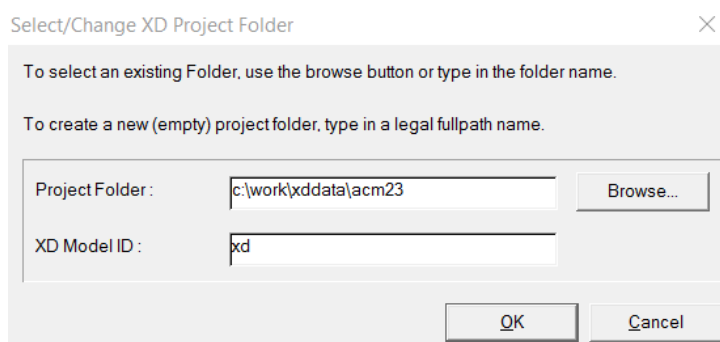 Select/Change XD Project Folder
To select an existing Folder, use the browse button or type in the folder name.
To create a new (empty) project folder, type in a legal fullpath name.
Project Folder : c:\work\xddata\acm23 Browse...
XD Model ID : xd
OK Cancel